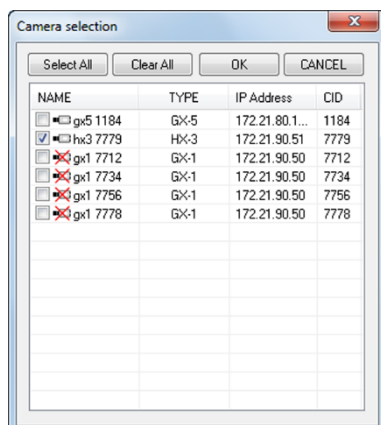 Camera selection
Select All Clear All OK CANCEL
NAME TYPE IP Address CID
gx5 1184 GX-5 172.21.80.1... 1184
hx3 7779 HX-3 172.21.90.51 7779
gx1 7712 GX-1 172.21.90.50 7712
gx1 7734 GX-1 172.21.90.50 7734
gx1 7756 GX-1 172.21.90.50 7756
gx1 7778 GX-1 172.21.90.50 7778